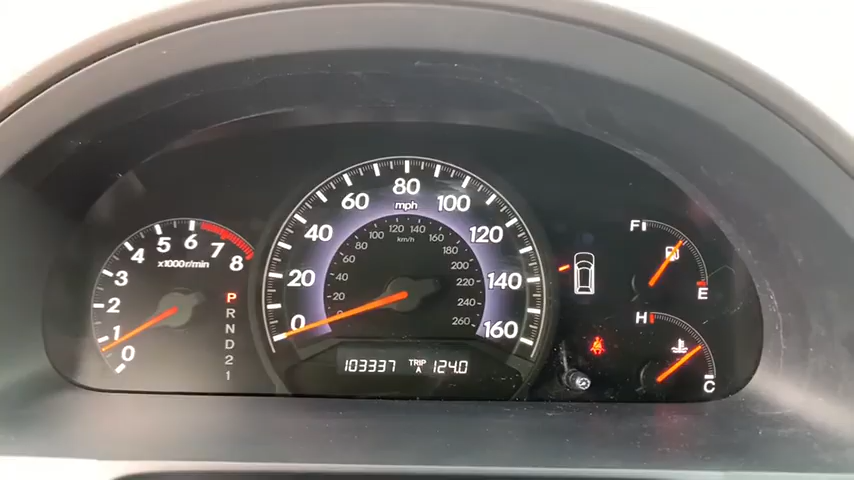 0 1 2 3 4 5 6 7 8
x1000r/min
P
R
N
D
2
1
0 20 40 60 80 100 120 140 160
mph
km/h
20 40 60 80 100 120 140 160 180 200 220 240 260
103337 TRIP A 124.0
F
E
H
C